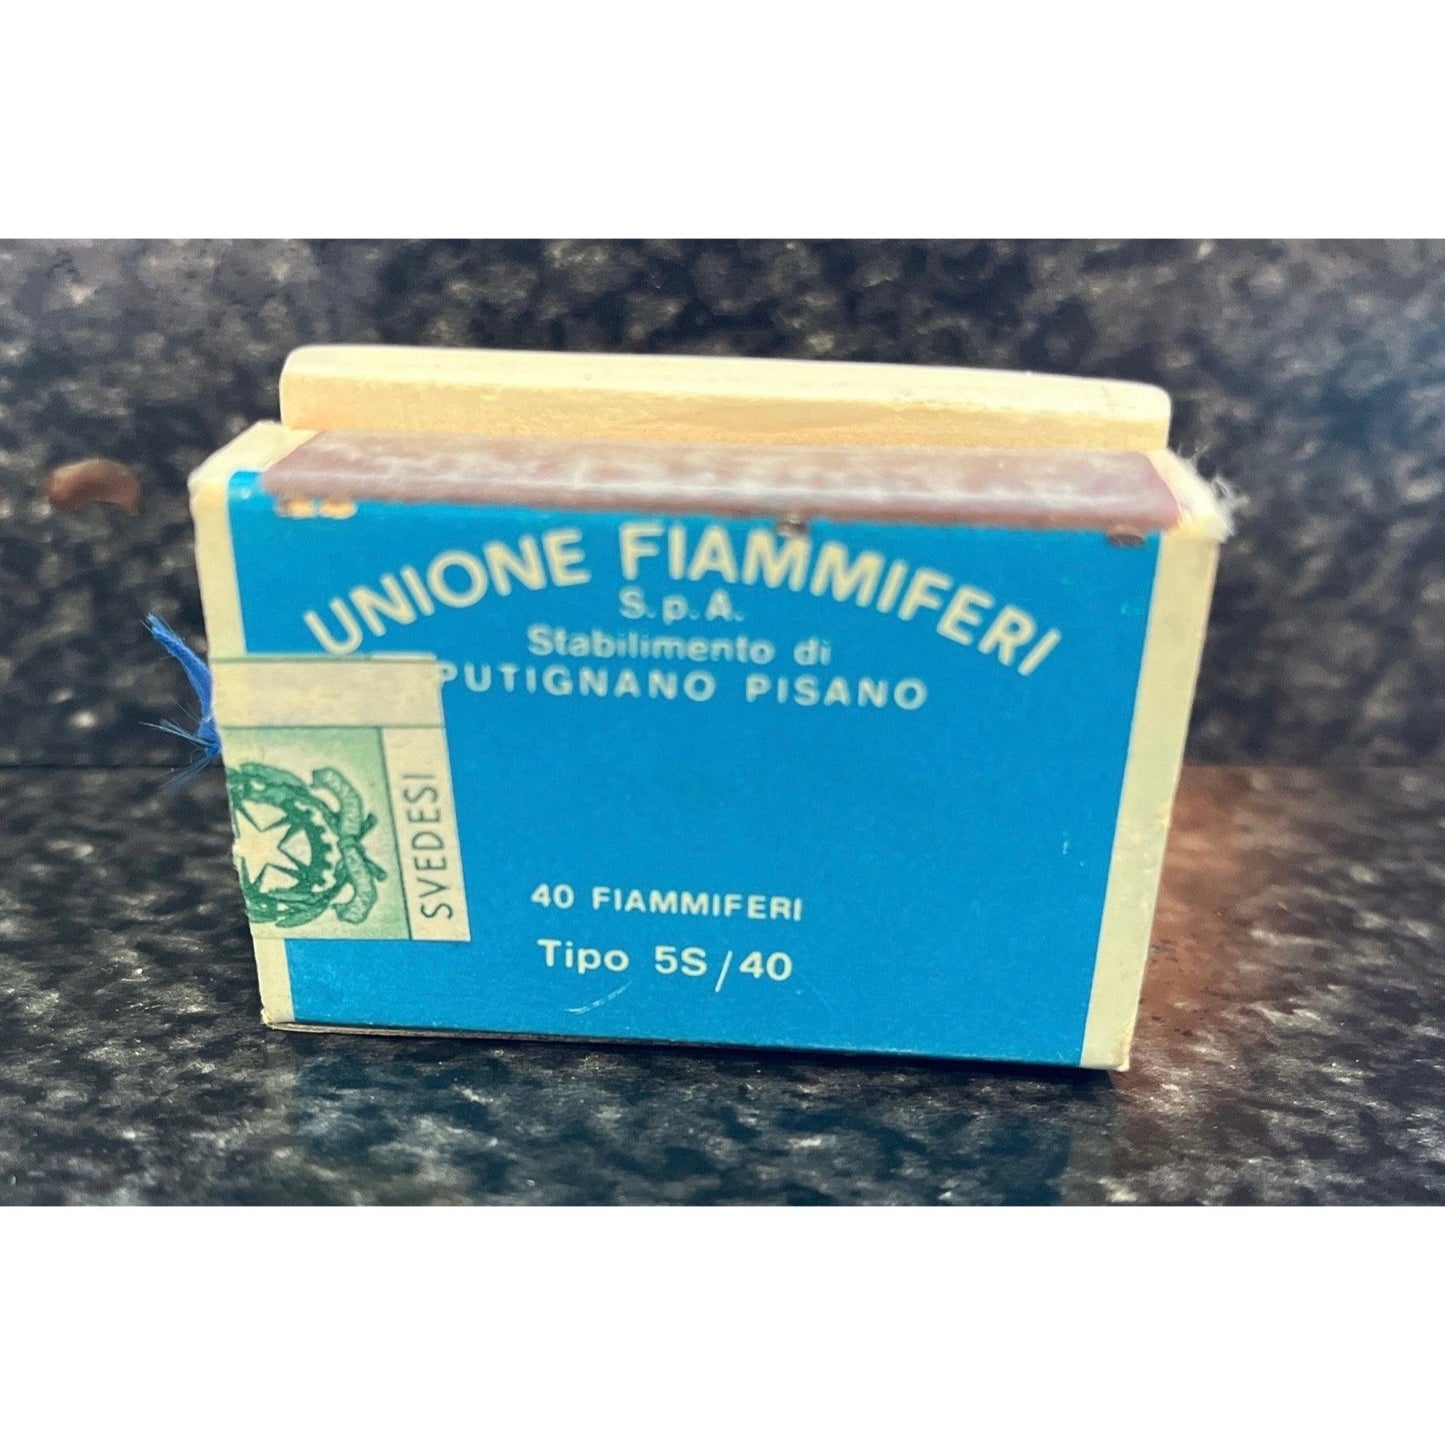 UNIONE FIAMMIFERI
S.p.A.
Stabilimento di
PUTIGNANO PISANO
SVEDESI
40 FIAMMIFERI
Tipo 5S/40